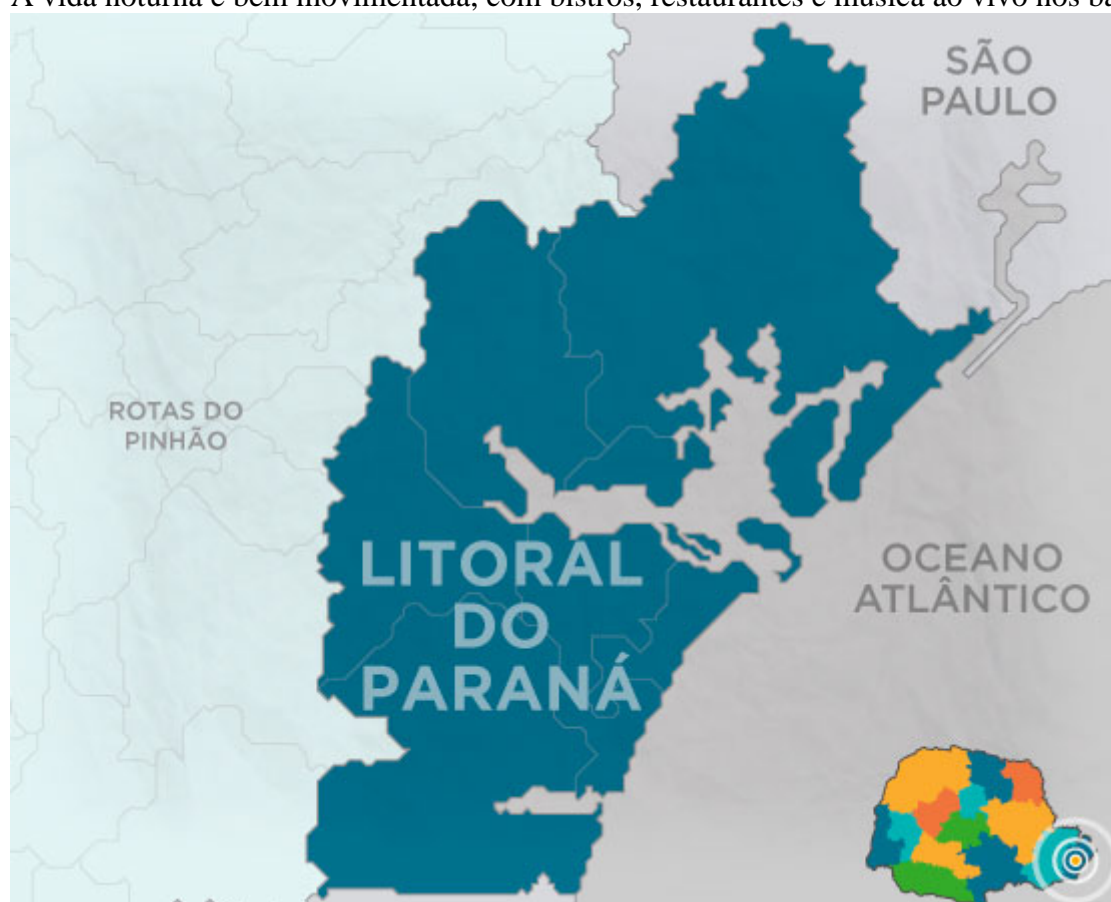 A vida noturna é bem movimentada, com bistrôs, restaurantes e música ao vivo nos
SÃO
PAULO
ROTAS DO
PINHÃO
LITORAL
DO
PARANÁ
OCEANO
ATLÂNTICO